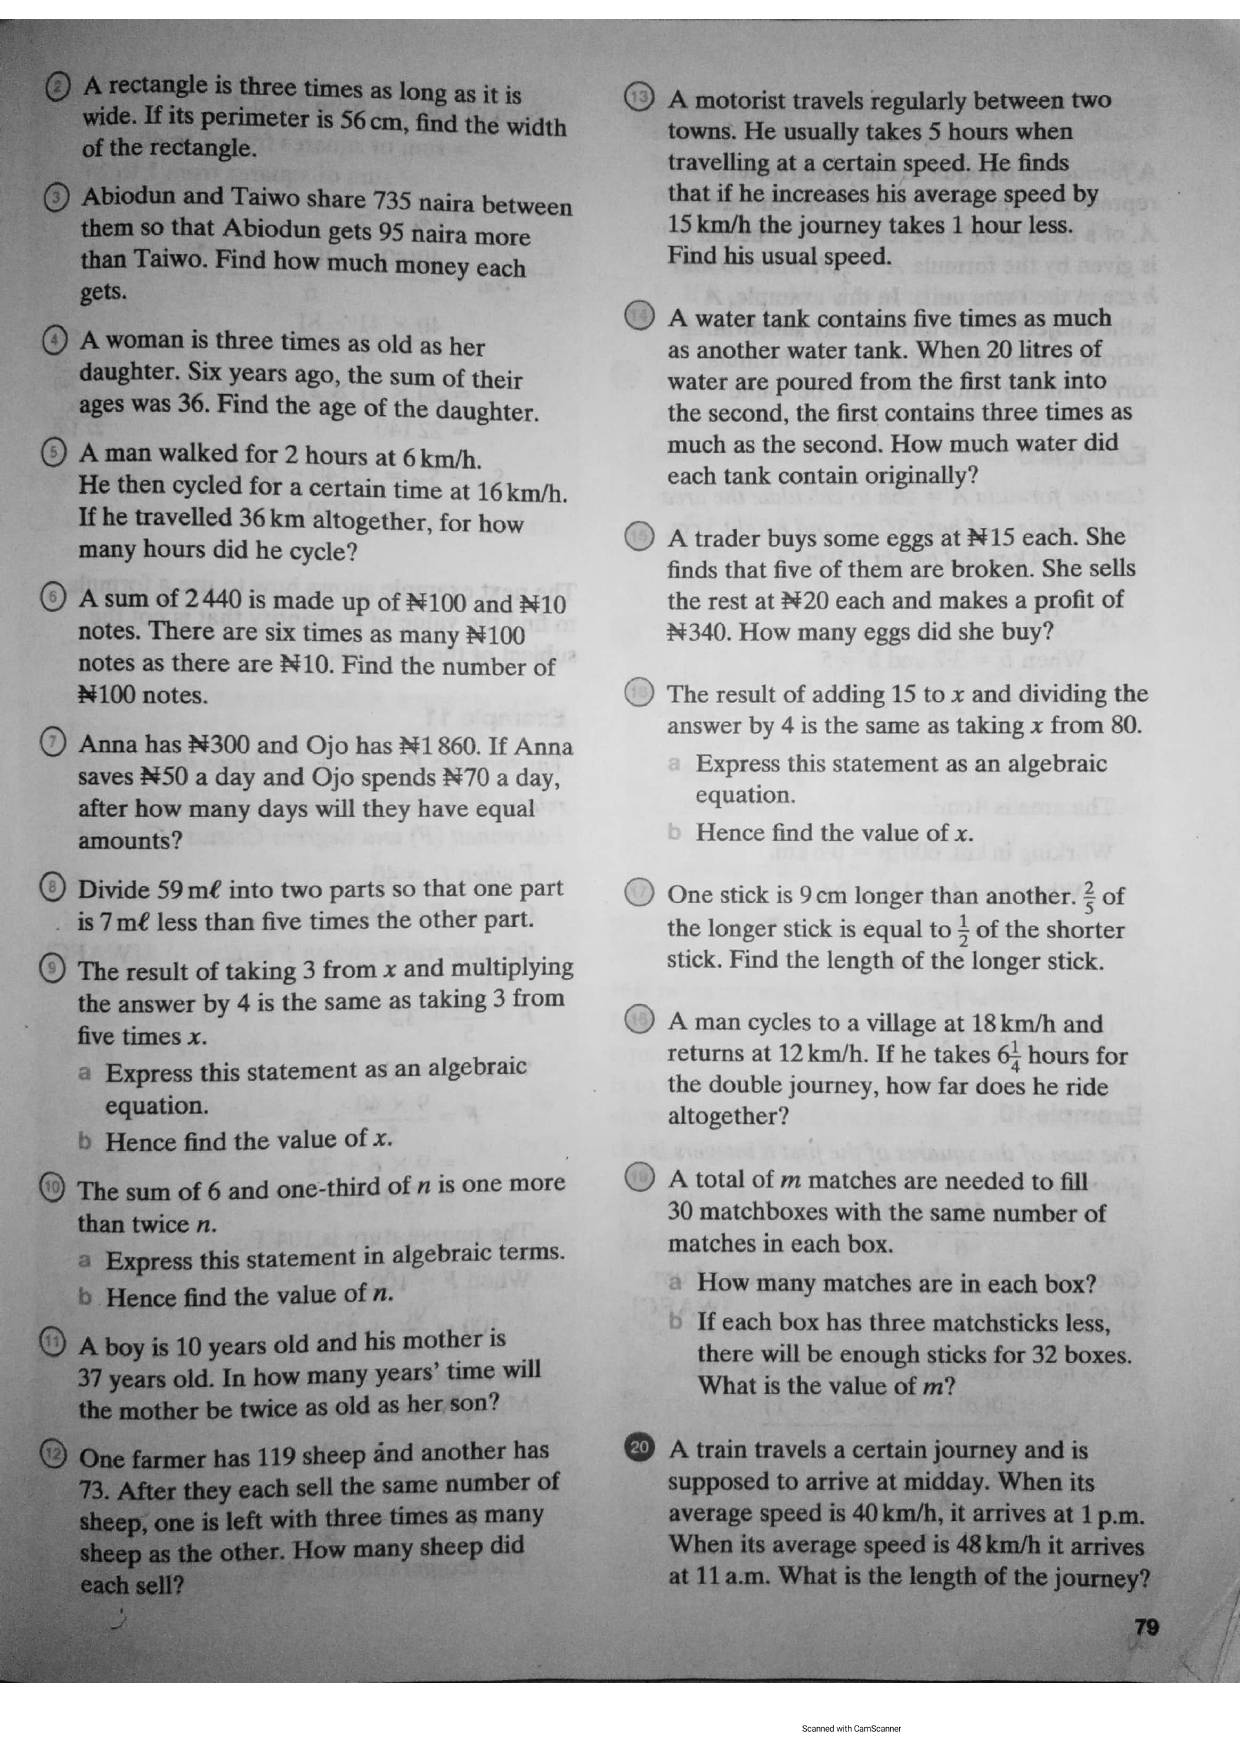 2 A rectangle is three times as long as it is
wide. If its perimeter is 56 cm, find the width
of the rectangle.
3 Abiodun and Taiwo share 735 naira between
them so that Abiodun gets 95 naira more
than Taiwo. Find how much money each
gets.
4 A woman is three times as old as her
daughter. Six years ago, the sum of their
ages was 36. Find the age of the daughter.
5 A man walked for 2 hours at 6 km/h.
He then cycled for a certain time at 16 km/h.
If he travelled 36 km altogether, for how
many hours did he cycle?
6 A sum of 2 440 is made up of ₦100 and ₦10
notes. There are six times as many ₦100
notes as there are ₦10. Find the number of
₦100 notes.
7 Anna has ₦300 and Ojo has ₦1 860. If Anna
saves ₦50 a day and Ojo spends ₦70 a day,
after how many days will they have equal
amounts?
8 Divide 59 mℓ into two parts so that one part
is 7 mℓ less than five times the other part.
9 The result of taking 3 from x and multiplying
the answer by 4 is the same as taking 3 from
five times x.
a Express this statement as an algebraic
equation.
b Hence find the value of x.
10 The sum of 6 and one-third of n is one more
than twice n.
a Express this statement in algebraic terms.
b Hence find the value of n.
11 A boy is 10 years old and his mother is
37 years old. In how many years' time will
the mother be twice as old as her son?
12 One farmer has 119 sheep and another has
73. After they each sell the same number of
sheep, one is left with three times as many
sheep as the other. How many sheep did
each sell?
13 A motorist travels regularly between two
towns. He usually takes 5 hours when
travelling at a certain speed. He finds
that if he increases his average speed by
15 km/h the journey takes 1 hour less.
Find his usual speed.
14 A water tank contains five times as much
as another water tank. When 20 litres of
water are poured from the first tank into
the second, the first contains three times as
much as the second. How much water did
each tank contain originally?
15 A trader buys some eggs at ₦15 each. She
finds that five of them are broken. She sells
the rest at ₦20 each and makes a profit of
₦340. How many eggs did she buy?
16 The result of adding 15 to x and dividing the
answer by 4 is the same as taking x from 80.
a Express this statement as an algebraic
equation.
b Hence find the value of x.
17 One stick is 9 cm longer than another. 2/5 of
the longer stick is equal to 1/2 of the shorter
stick. Find the length of the longer stick.
18 A man cycles to a village at 18 km/h and
returns at 12 km/h. If he takes 6 1/4 hours for
the double journey, how far does he ride
altogether?
19 A total of m matches are needed to fill
30 matchboxes with the same number of
matches in each box.
a How many matches are in each box?
b If each box has three matchsticks less,
there will be enough sticks for 32 boxes.
What is the value of m?
20 A train travels a certain journey and is
supposed to arrive at midday. When its
average speed is 40 km/h, it arrives at 1 p.m.
When its average speed is 48 km/h it arrives
at 11 a.m. What is the length of the journey?
79
Scanned with CamScanner